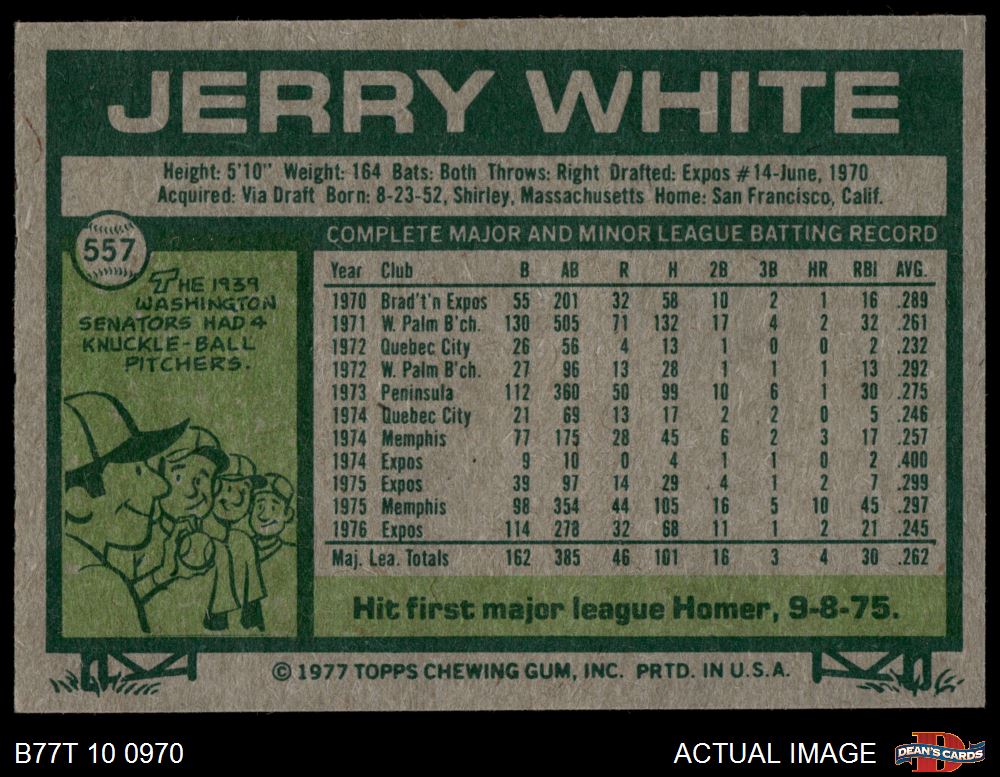 JERRY WHITE
Height: 5'10" Weight: 164 Bats: Both Throws: Right Drafted: Expos #14-June, 1970
Acquired: Via Draft Born: 8-23-52, Shirley, Massachusetts Home: San Francisco, Calif.
557
THE 1939
WASHINGTON
SENATORS HAD 4
KNUCKLE-BALL
PITCHERS.
COMPLETE MAJOR AND MINOR LEAGUE BATTING RECORD
Year Club B AB R H 2B 3B HR RBI AVG.
1970 Brad't'n Expos 55 201 32 58 10 2 1 16 .289
1971 W. Palm B'ch. 130 505 71 132 17 4 2 32 .261
1972 Quebec City 26 56 4 13 1 0 0 2 .232
1972 W. Palm B'ch. 27 96 13 28 1 1 1 13 .292
1973 Peninsula 112 360 50 99 10 6 1 30 .275
1974 Quebec City 21 69 13 17 2 2 0 5 .246
1974 Memphis 77 175 28 45 6 2 3 17 .257
1974 Expos 9 10 0 4 1 1 0 2 .400
1975 Expos 39 97 14 29 4 1 2 7 .299
1975 Memphis 98 354 44 105 16 5 10 45 .297
1976 Expos 114 278 32 68 11 1 2 21 .245
Maj. Lea. Totals 162 385 46 101 16 3 4 30 .262
Hit first major league Homer, 9-8-75.
© 1977 TOPPS CHEWING GUM, INC. PRTD. IN U.S.A.
B77T 10 0970
ACTUAL IMAGE
D
DEAN'S CARDS